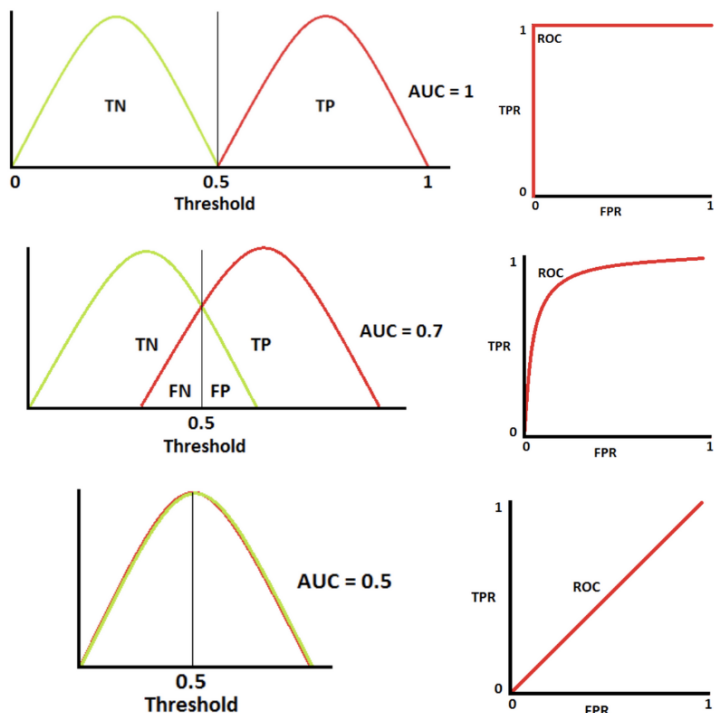 TN
TP
AUC = 1
0
0.5
1
Threshold
1
ROC
TPR
0
0
1
FPR
TN
TP
AUC = 0.7
FN
FP
0.5
Threshold
1
ROC
TPR
0
0
1
FPR
AUC = 0.5
0.5
Threshold
1
ROC
TPR
0
0
1
FPR